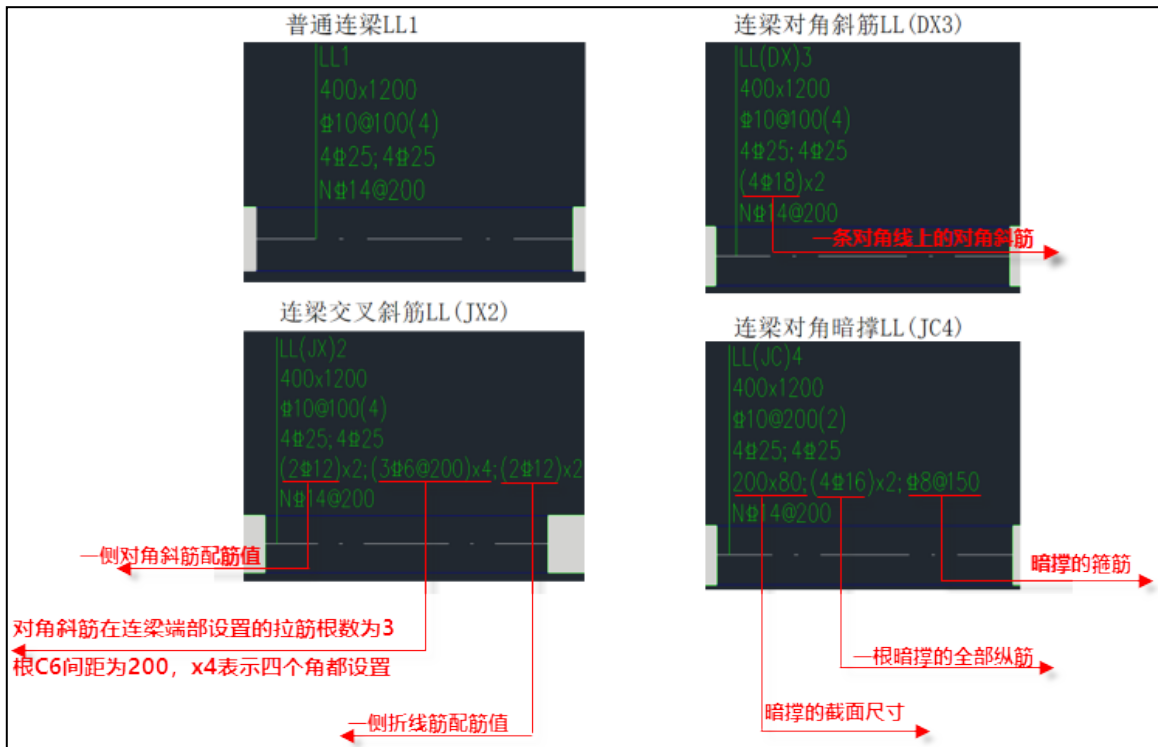 普通连梁LL1
LL1
400x1200
Φ10@100(4)
4Φ25;4Φ25
NΦ14@200
连梁对角斜筋LL(DX3)
LL(DX)3
400x1200
Φ10@100(4)
4Φ25;4Φ25
(4Φ18)x2
NΦ14@200
一条对角线上的对角斜筋
连梁交叉斜筋LL(JX2)
LL(JX)2
400x1200
Φ10@100(4)
4Φ25;4Φ25
(2Φ12)x2;(3Φ6@200)x4;(2Φ12)x2
NΦ14@200
一侧对角斜筋配筋值
对角斜筋在连梁端部设置的拉筋根数为3
根C6间距为200，x4表示四个角都设置
一侧折线筋配筋值
连梁对角暗撑LL(JC4)
LL(JC)4
400x1200
Φ10@200(2)
4Φ25;4Φ25
200x80;(4Φ16)x2;Φ8@150
NΦ14@200
暗撑的箍筋
一根暗撑的全部纵筋
暗撑的截面尺寸